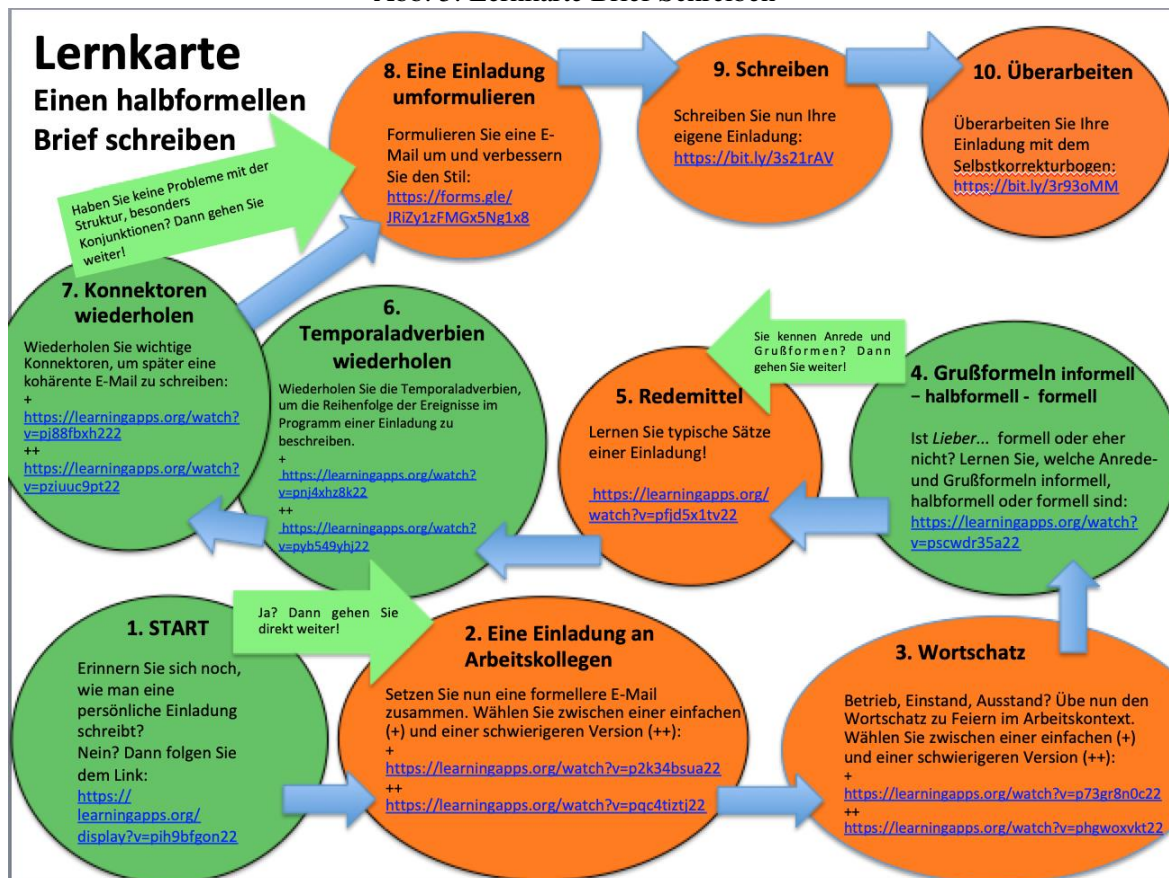 Lernkarte
Einen halbformellen
Brief schreiben
1. START
Erinnern Sie sich noch,
wie man eine
persönliche Einladung
schreibt?
Nein? Dann folgen Sie
dem Link:
https://
learningapps.org/
display?v=pih9bfgon22
Ja? Dann gehen Sie
direkt weiter!
2. Eine Einladung an
Arbeitskollegen
Setzen Sie nun eine formellere E-Mail
zusammen. Wählen Sie zwischen einer einfachen
(+) und einer schwierigeren Version (++):
+
https://learningapps.org/watch?v=p2k34bsua22
++
https://learningapps.org/watch?v=pqc4tiztj22
3. Wortschatz
Betrieb, Einstand, Ausstand? Übe nun den
Wortschatz zu Feiern im Arbeitskontext.
Wählen Sie zwischen einer einfachen (+)
und einer schwierigeren Version (++):
+
https://learningapps.org/watch?v=p73gr8n0c22
++
https://learningapps.org/watch?v=phgwoxvkt22
4. Grußformeln informell
– halbformell - formell
Ist Lieber... formell oder eher
nicht? Lernen Sie, welche Anrede-
und Grußformeln informell,
halbformell oder formell sind:
https://learningapps.org/watch?
v=pscwdr35a22
Sie kennen Anrede und
Grußformen? Dann
gehen Sie weiter!
5. Redemittel
Lernen Sie typische Sätze
einer Einladung!
https://learningapps.org/
watch?v=pfjd5x1tv22
6.
Temporaladverbien
wiederholen
Wiederholen Sie die Temporaladverbien,
um die Reihenfolge der Ereignisse im
Programm einer Einladung zu
beschreiben.
+
https://learningapps.org/watch?
v=pnj4xhz8k22
++
https://learningapps.org/watch?
v=pyb549yhj22
7. Konnektoren
wiederholen
Wiederholen Sie wichtige
Konnektoren, um später eine
kohärente E-Mail zu schreiben:
+
https://learningapps.org/watch?
v=pj88fbxh222
++
https://learningapps.org/watch?
v=pziuuc9pt22
Haben Sie keine Probleme mit der
Struktur, besonders
Konjunktionen? Dann gehen Sie
weiter!
8. Eine Einladung
umformulieren
Formulieren Sie eine E-
Mail um und verbessern
Sie den Stil:
https://forms.gle/
JRiZy1zFMGx5Ng1x8
9. Schreiben
Schreiben Sie nun Ihre
eigene Einladung:
https://bit.ly/3s21rAV
10. Überarbeiten
Überarbeiten Sie Ihre
Einladung mit dem
Selbstkorrekturbogen:
https://bit.ly/3r93oMM